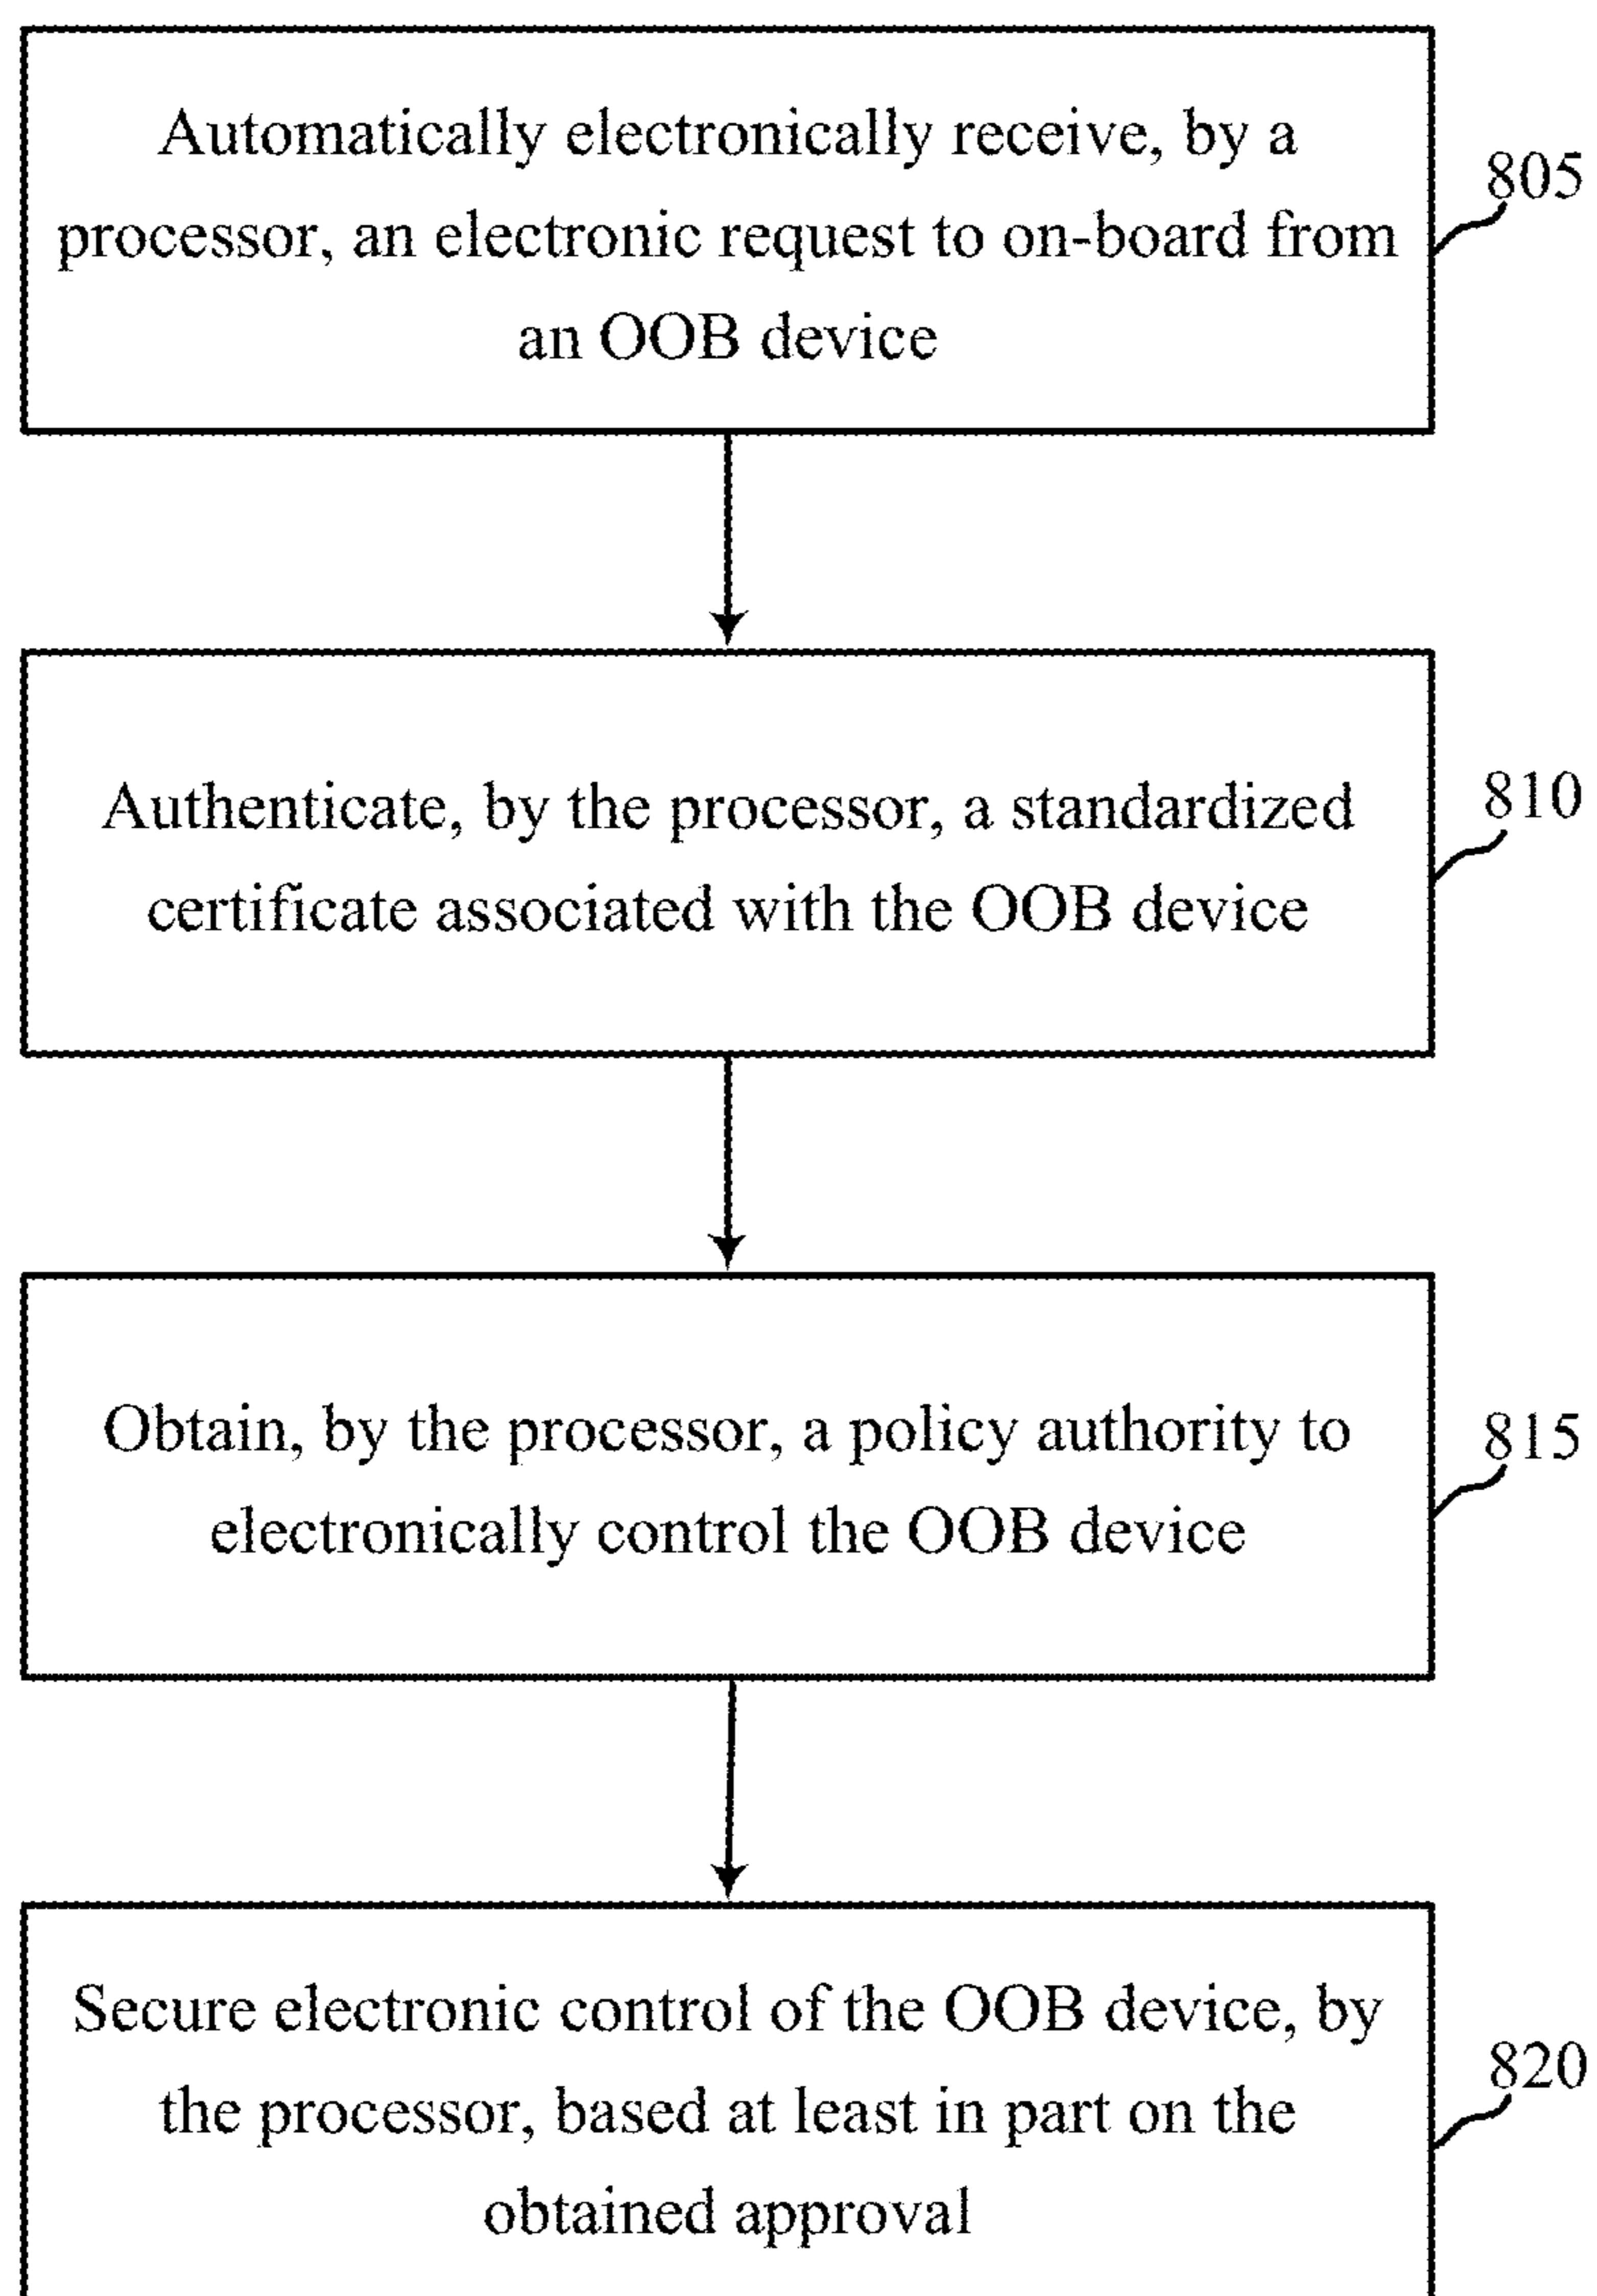 Automatically electronically receive, by a
processor, an electronic request to on-board from
an OOB device
805
Authenticate, by the processor, a standardized
certificate associated with the OOB device
810
Obtain, by the processor, a policy authority to
electronically control the OOB device
815
Secure electronic control of the OOB device, by
the processor, based at least in part on the
obtained approval
820